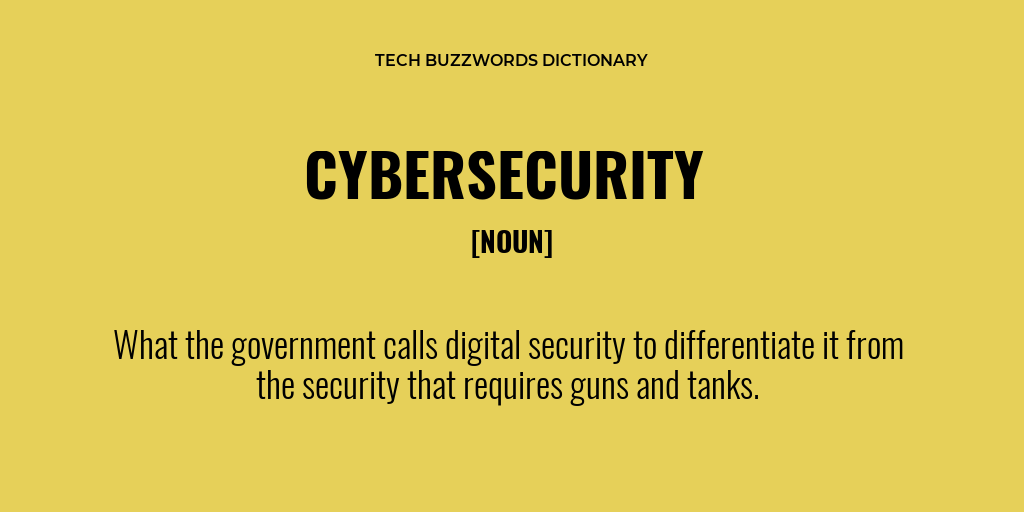 TECH BUZZWORDS DICTIONARY
CYBERSECURITY
[NOUN]
What the government calls digital security to differentiate it from
the security that requires guns and tanks.